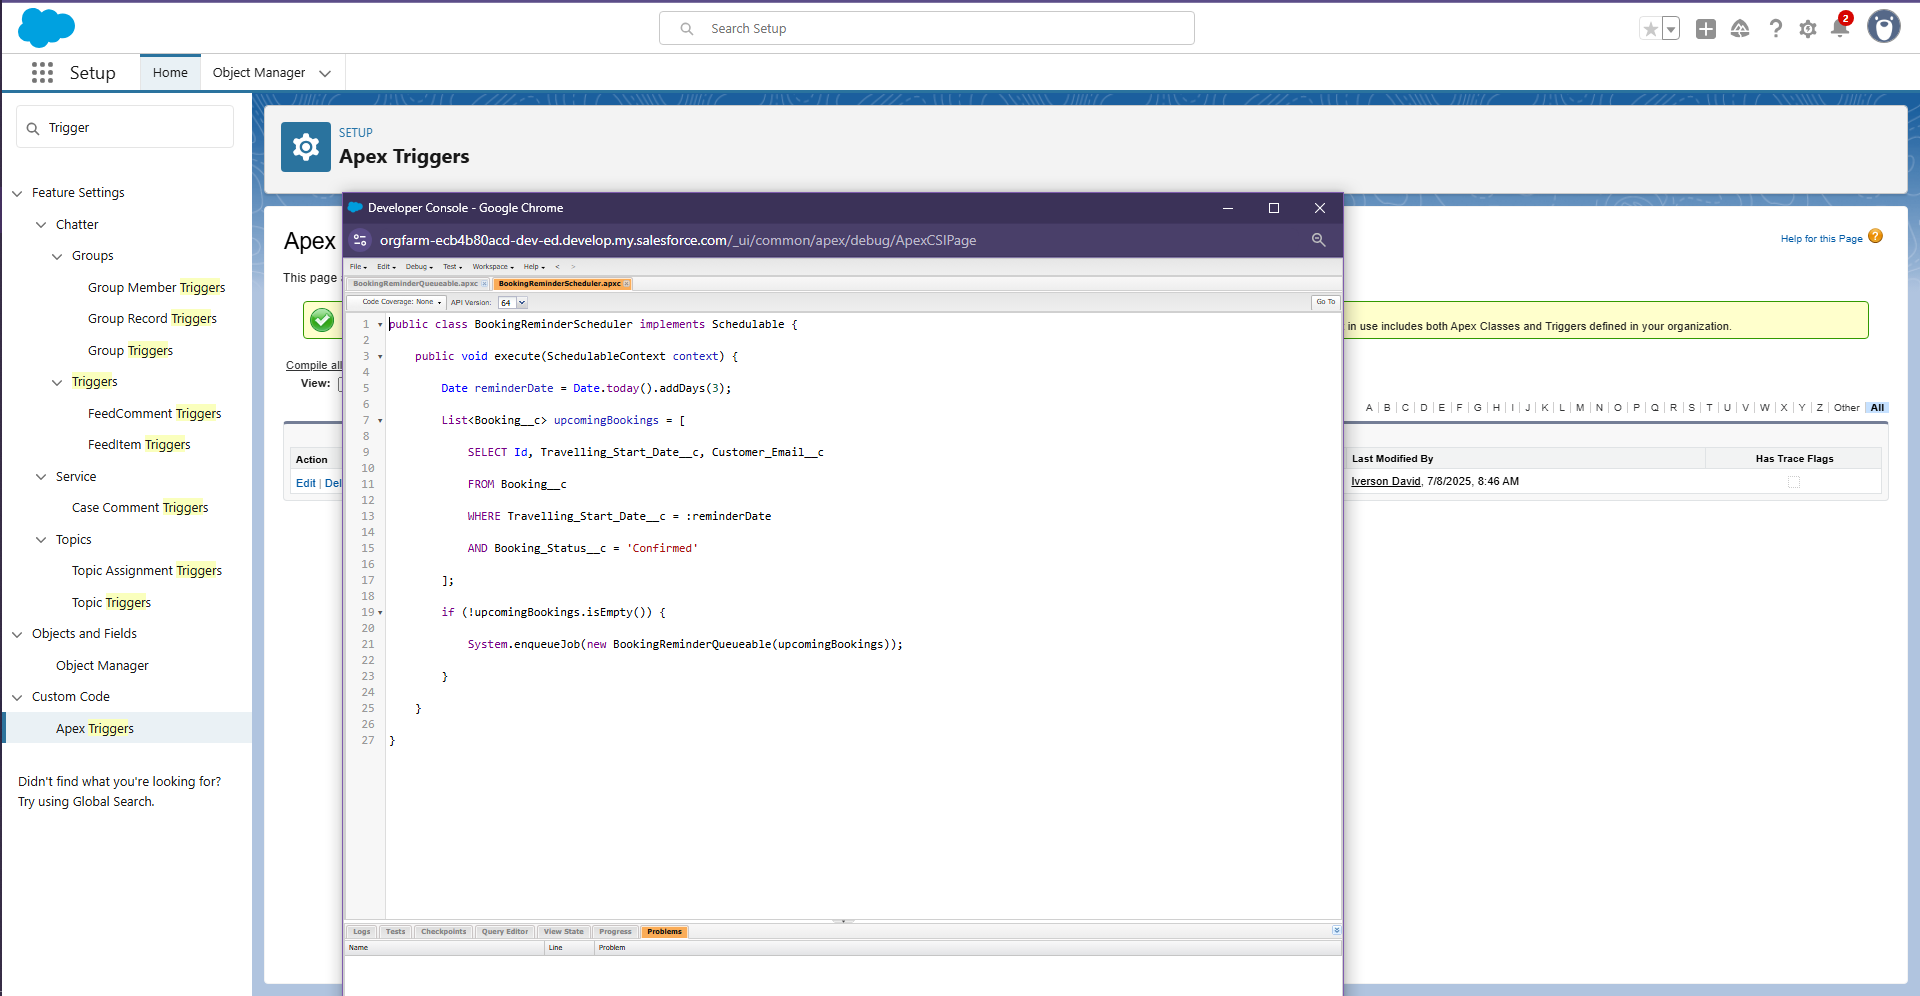 Search Setup
2
Setup
Home
Object Manager
Trigger
SETUP
Apex Triggers
Feature Settings
Chatter
Groups
Group Member Triggers
Group Record Triggers
Group Triggers
Triggers
FeedComment Triggers
FeedItem Triggers
Service
Case Comment Triggers
Topics
Topic Assignment Triggers
Topic Triggers
Objects and Fields
Object Manager
Custom Code
Apex Triggers
Didn't find what you're looking for?
Try using Global Search.
Apex
Help for this Page ?
This page
in use includes both Apex Classes and Triggers defined in your organization.
Compile all
View:
A | B | C | D | E | F | G | H | I | J | K | L | M | N | O | P | Q | R | S | T | U | V | W | X | Y | Z | Other All
Action
Last Modified By
Has Trace Flags
Edit | Del
Iverson David, 7/8/2025, 8:46 AM
Developer Console - Google Chrome
orgfarm-ecb4b80acd-dev-ed.develop.my.salesforce.com/_ui/common/apex/debug/ApexCSIPage
File Edit Debug Test Workspace Help < >
BookingReminderQueueable.apxc
BookingReminderScheduler.apxc
Code Coverage: None
API Version: 64
Go To
1 public class BookingReminderScheduler implements Schedulable {
2
3 public void execute(SchedulableContext context) {
4
5 Date reminderDate = Date.today().addDays(3);
6
7 List<Booking__c> upcomingBookings = [
8
9 SELECT Id, Travelling_Start_Date__c, Customer_Email__c
10
11 FROM Booking__c
12
13 WHERE Travelling_Start_Date__c = :reminderDate
14
15 AND Booking_Status__c = 'Confirmed'
16
17 ];
18
19 if (!upcomingBookings.isEmpty()) {
20
21 System.enqueueJob(new BookingReminderQueueable(upcomingBookings));
22
23 }
24
25 }
26
27 }
Logs
Tests
Checkpoints
Query Editor
View State
Progress
Problems
Name
Line
Problem